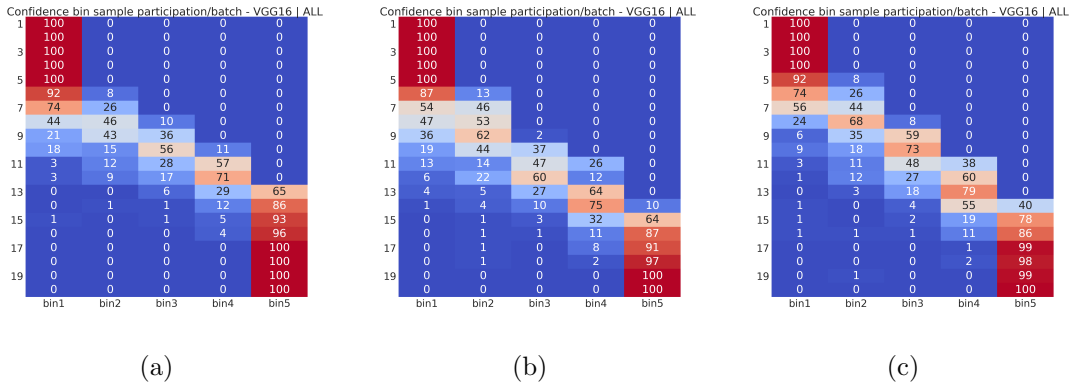 Confidence bin sample participation/batch - VGG16 | ALL
1 100 0 0 0 0
100 0 0 0 0
3 100 0 0 0 0
100 0 0 0 0
5 100 0 0 0 0
92 8 0 0 0
7 74 26 0 0 0
44 46 10 0 0
9 21 43 36 0 0
18 15 56 11 0
11 3 12 28 57 0
3 9 17 71 0
13 0 0 6 29 65
0 1 1 12 86
15 1 0 1 5 93
0 0 0 4 96
17 0 0 0 0 100
0 0 0 0 100
19 0 0 0 0 100
0 0 0 0 100
bin1 bin2 bin3 bin4 bin5
(a)
Confidence bin sample participation/batch - VGG16 | ALL
1 100 0 0 0 0
100 0 0 0 0
3 100 0 0 0 0
100 0 0 0 0
5 100 0 0 0 0
87 13 0 0 0
7 54 46 0 0 0
47 53 0 0 0
9 36 62 2 0 0
19 44 37 0 0
11 13 14 47 26 0
6 22 60 12 0
13 4 5 27 64 0
1 4 10 75 10
15 0 1 3 32 64
0 1 1 11 87
17 0 1 0 8 91
0 1 0 2 97
19 0 0 0 0 100
0 0 0 0 100
bin1 bin2 bin3 bin4 bin5
(b)
Confidence bin sample participation/batch - VGG16 | ALL
1 100 0 0 0 0
100 0 0 0 0
3 100 0 0 0 0
100 0 0 0 0
5 92 8 0 0 0
74 26 0 0 0
7 56 44 0 0 0
24 68 8 0 0
9 6 35 59 0 0
9 18 73 0 0
11 3 11 48 38 0
1 12 27 60 0
13 0 3 18 79 0
1 0 4 55 40
15 1 0 2 19 78
1 1 1 11 86
17 0 0 0 1 99
0 0 0 2 98
19 0 1 0 0 99
0 0 0 0 100
bin1 bin2 bin3 bin4 bin5
(c)